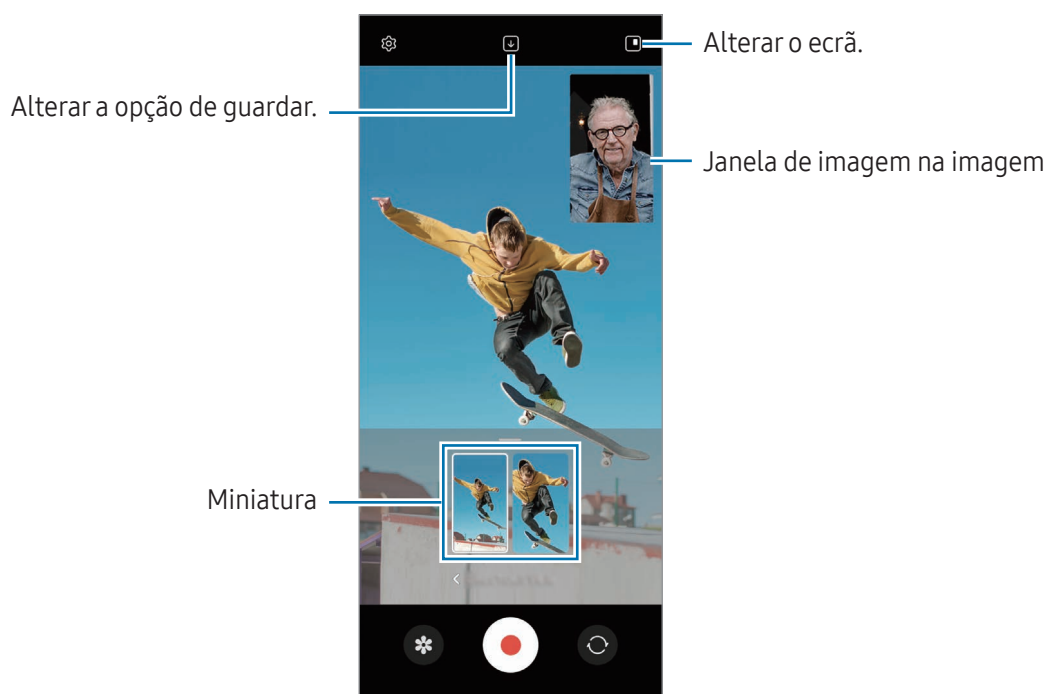 Alterar o ecrã.
Alterar a opção de guardar.
Janela de imagem na imagem
Miniatura